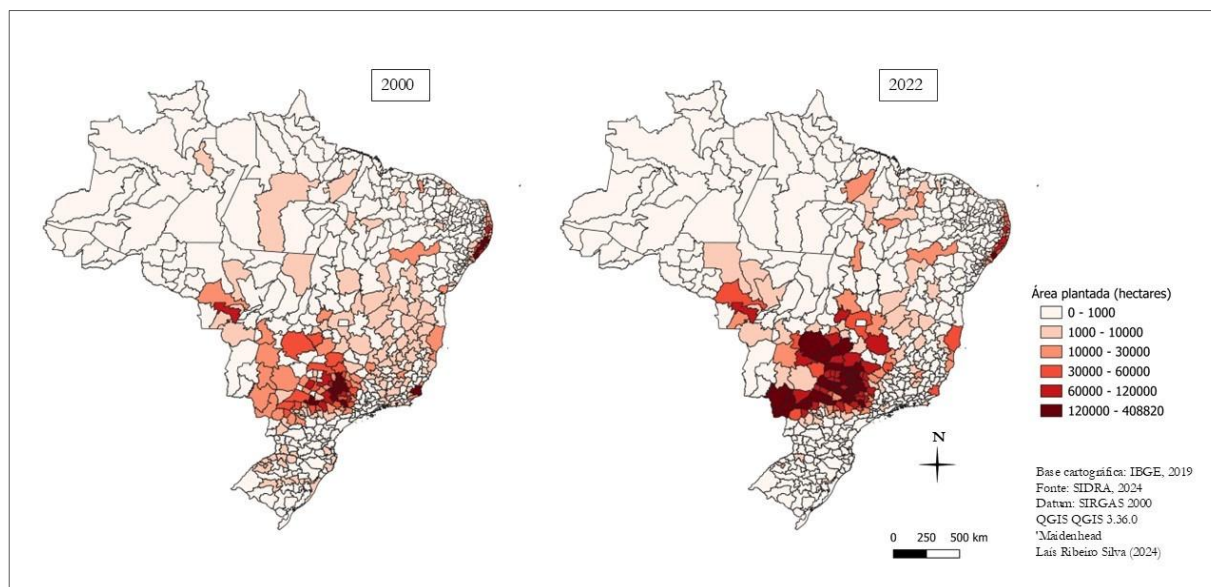 2000
2022
Área plantada (hectares)
0 - 1000
1000 - 10000
10000 - 30000
30000 - 60000
60000 - 120000
120000 - 408820
N
Base cartográfica: IBGE, 2019
Fonte: SIDRA, 2024
Datum: SIRGAS 2000
QGIS QGIS 3.36.0
'Maidenhead
Laís Ribeiro Silva (2024)
0 250 500 km